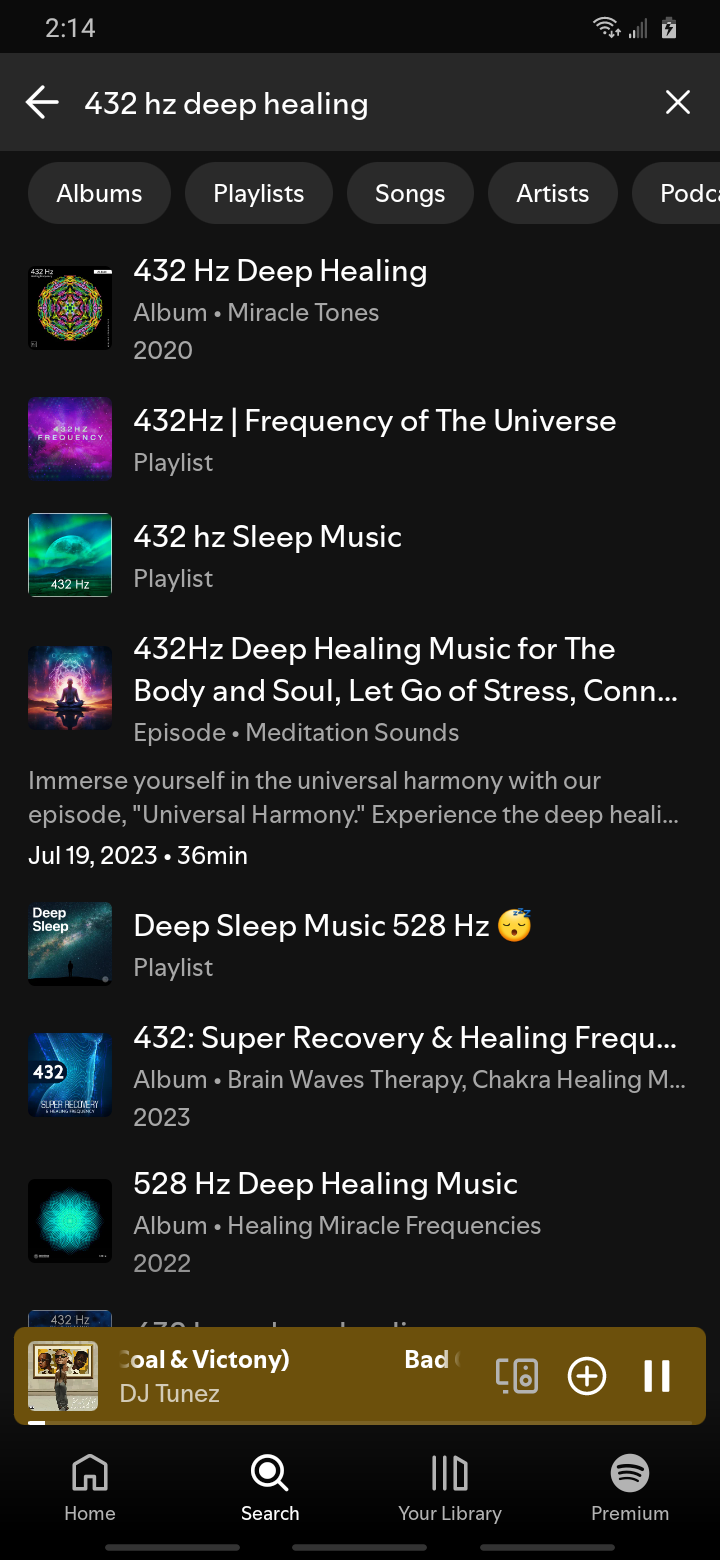 2:14
432 hz deep healing
Albums
Playlists
Songs
Artists
Podca
432 Hz
432 Hz Deep Healing
Album • Miracle Tones
2020
432HZ
FREQUENCY
432Hz | Frequency of The Universe
Playlist
432 Hz
432 hz Sleep Music
Playlist
432Hz Deep Healing Music for The
Body and Soul, Let Go of Stress, Conn...
Episode • Meditation Sounds
Immerse yourself in the universal harmony with our
episode, "Universal Harmony." Experience the deep heali...
Jul 19, 2023 • 36min
Deep
Sleep
Deep Sleep Music 528 Hz 😴
Playlist
432
SUPER RECOVERY
& HEALING FREQUENCY
432: Super Recovery & Healing Frequ...
Album • Brain Waves Therapy, Chakra Healing M...
2023
528 Hz Deep Healing Music
Album • Healing Miracle Frequencies
2022
432 Hz
Coal & Victony)
Bad
DJ Tunez
Home
Search
Your Library
Premium